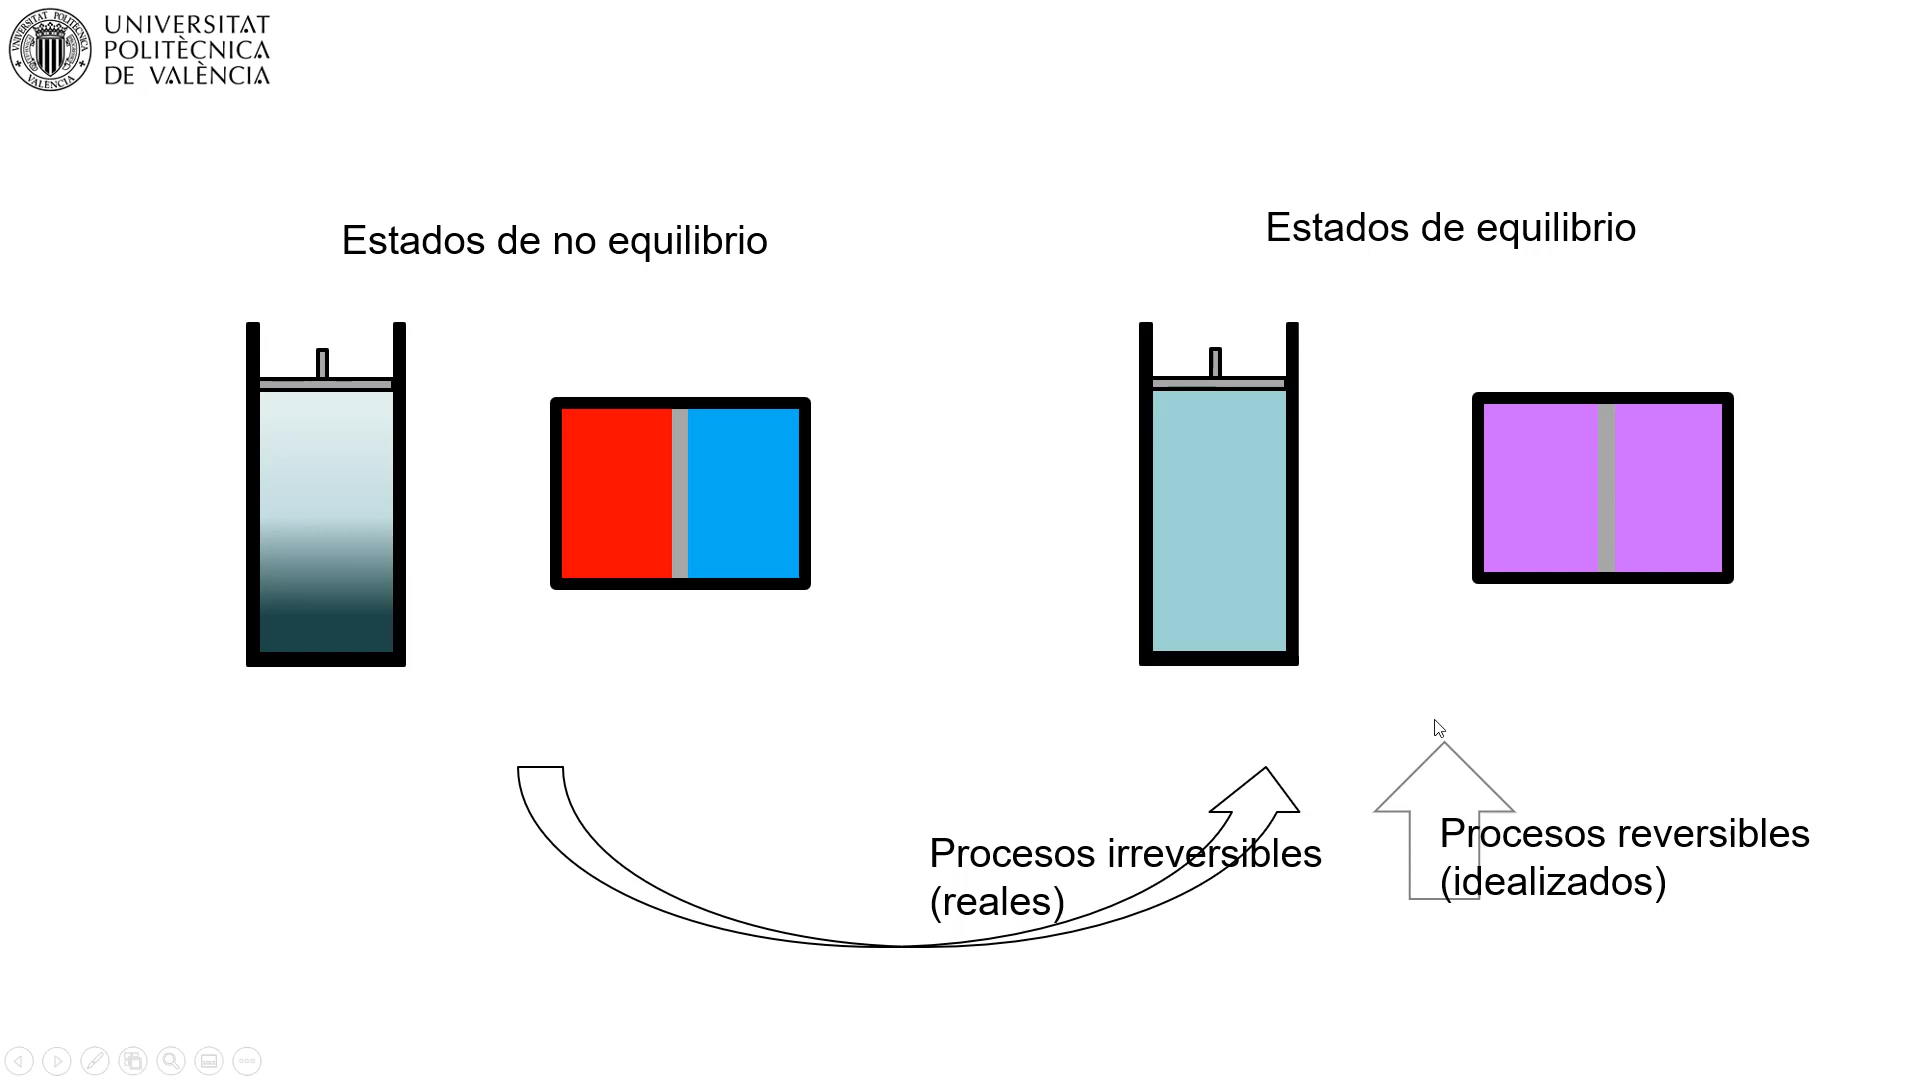 UNIVERSITAT
POLITÈCNICA
DE VALÈNCIA
Estados de no equilibrio
Estados de equilibrio
Procesos irreversibles
(reales)
Procesos reversibles
(idealizados)